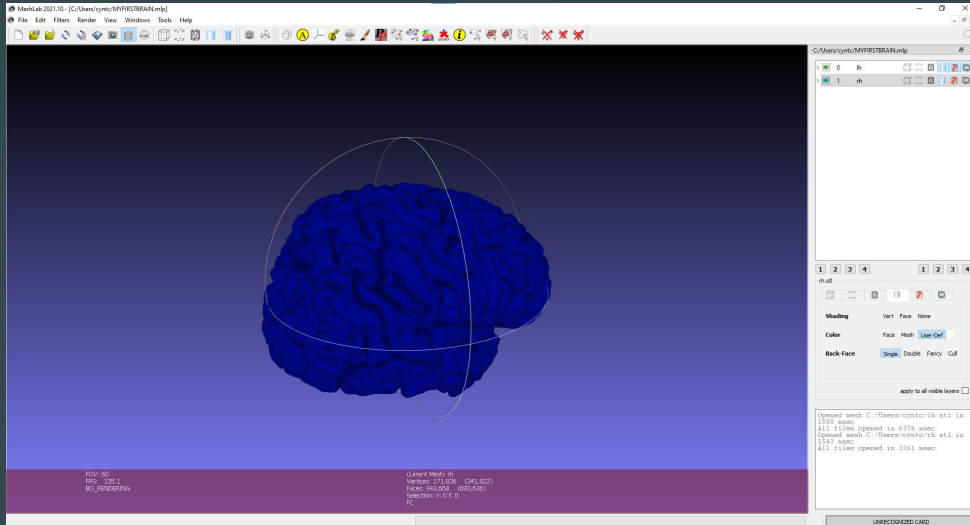 MeshLab 2021.10 - [C:/Users/cyntc/MYFIRSTBRAIN.mlp]
File Edit Filters Render View Windows Tools Help
C:/Users/cyntc/MYFIRSTBRAIN.mlp
0 lh
1 rh
1 2 3 4 1 2 3 4
rh.stl
Shading Vert Face None
Color Face Mesh User-Def
Back-Face Single Double Fancy Cull
apply to all visible layers
Opened mesh C:/Users/cyntc/lh.stl in
1580 msec
All files opened in 6376 msec
Opened mesh C:/Users/cyntc/rh.stl in
1543 msec
All files opened in 3361 msec
FOV: 60
FPS: 135.1
BO_RENDERING
Current Mesh: rh
Vertices: 171,836 (341,822)
Faces: 343,668 (683,636)
Selection: v: 0 f: 0
FC
UNRECOGNIZED CARD